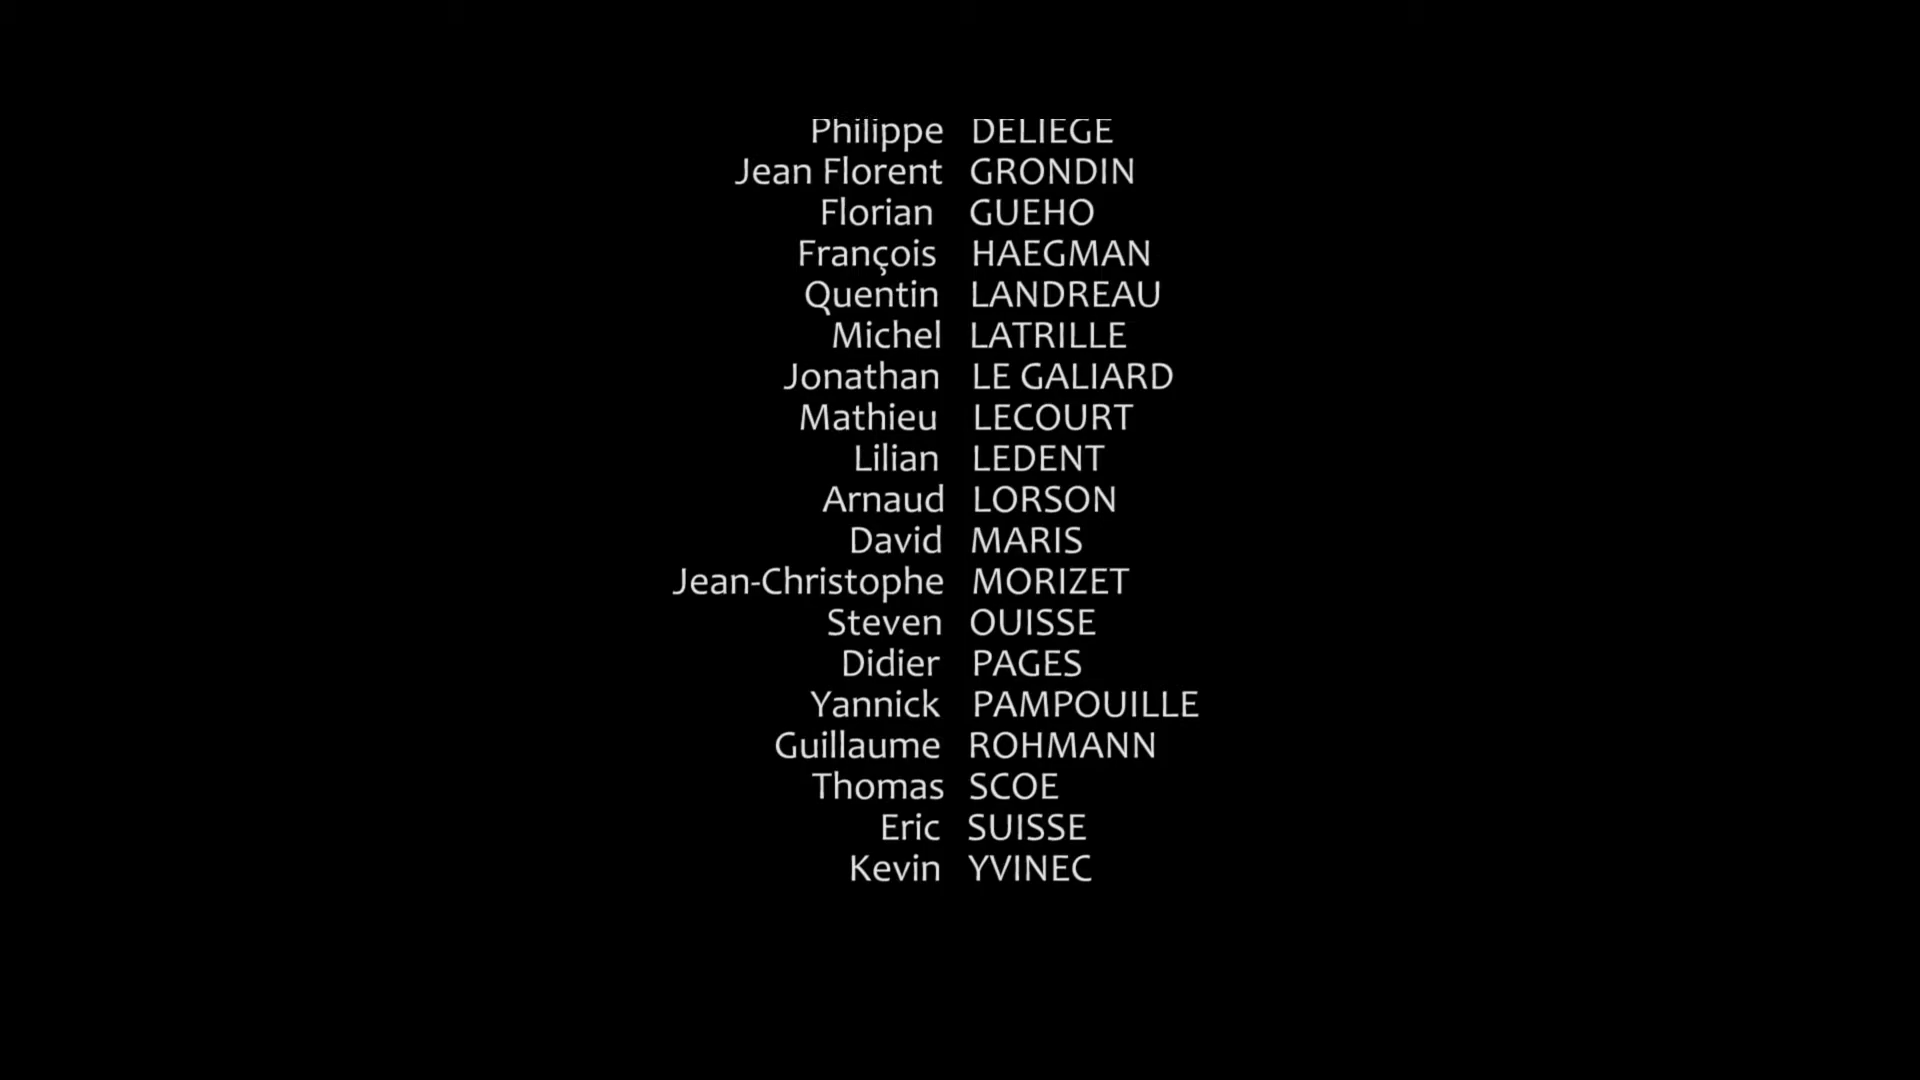 Philippe DELIEGE
Jean Florent GRONDIN
Florian GUEHO
François HAEGMAN
Quentin LANDREAU
Michel LATRILLE
Jonathan LE GALIARD
Mathieu LECOURT
Lilian LEDENT
Arnaud LORSON
David MARIS
Jean-Christophe MORIZET
Steven OUISSE
Didier PAGES
Yannick PAMPOUILLE
Guillaume ROHMANN
Thomas SCOE
Eric SUISSE
Kevin YVINEC